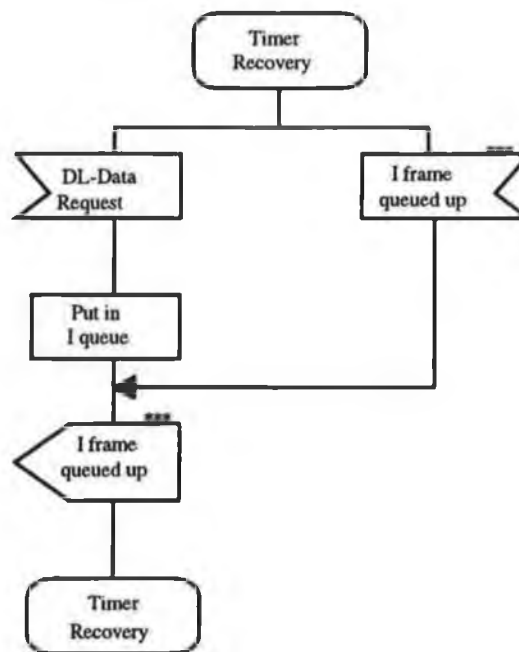 Timer
Recovery
DL-Data
Request
***
I frame
queued up
Put in
I queue
***
I frame
queued up
Timer
Recovery